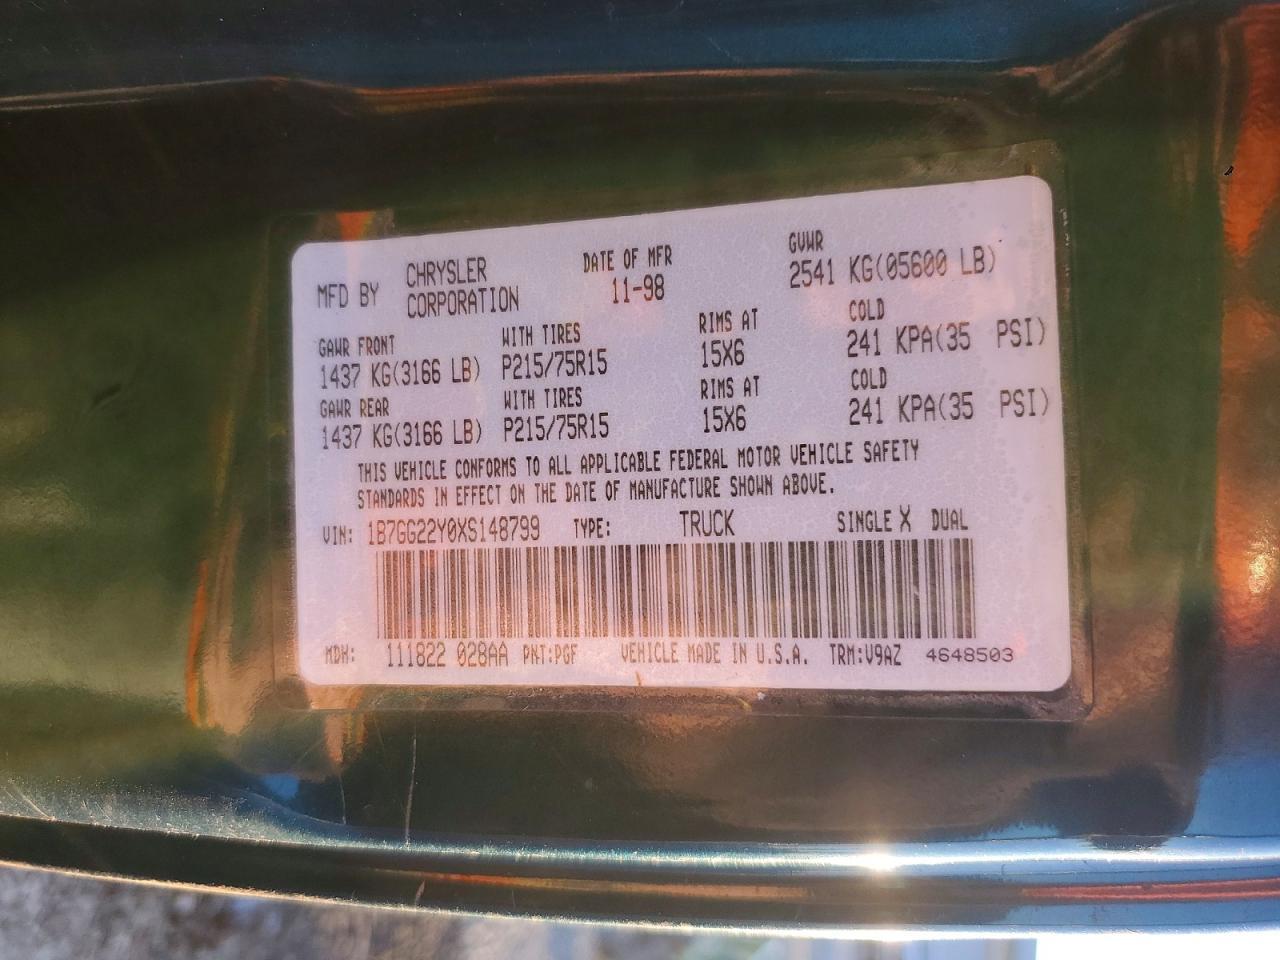 MFD BY CHRYSLER CORPORATION DATE OF MFR 11-98 GVWR 2541 KG(05600 LB)
GAWR FRONT WITH TIRES RIMS AT COLD
1437 KG(3166 LB) P215/75R15 15X6 241 KPA(35 PSI)
GAWR REAR WITH TIRES RIMS AT COLD
1437 KG(3166 LB) P215/75R15 15X6 241 KPA(35 PSI)
THIS VEHICLE CONFORMS TO ALL APPLICABLE FEDERAL MOTOR VEHICLE SAFETY
STANDARDS IN EFFECT ON THE DATE OF MANUFACTURE SHOWN ABOVE.
VIN: 1B7GG22Y0XS148799 TYPE: TRUCK SINGLE X DUAL
MDH: 111822 028AA PNT:PGF VEHICLE MADE IN U.S.A. TRM:V9AZ 4648503